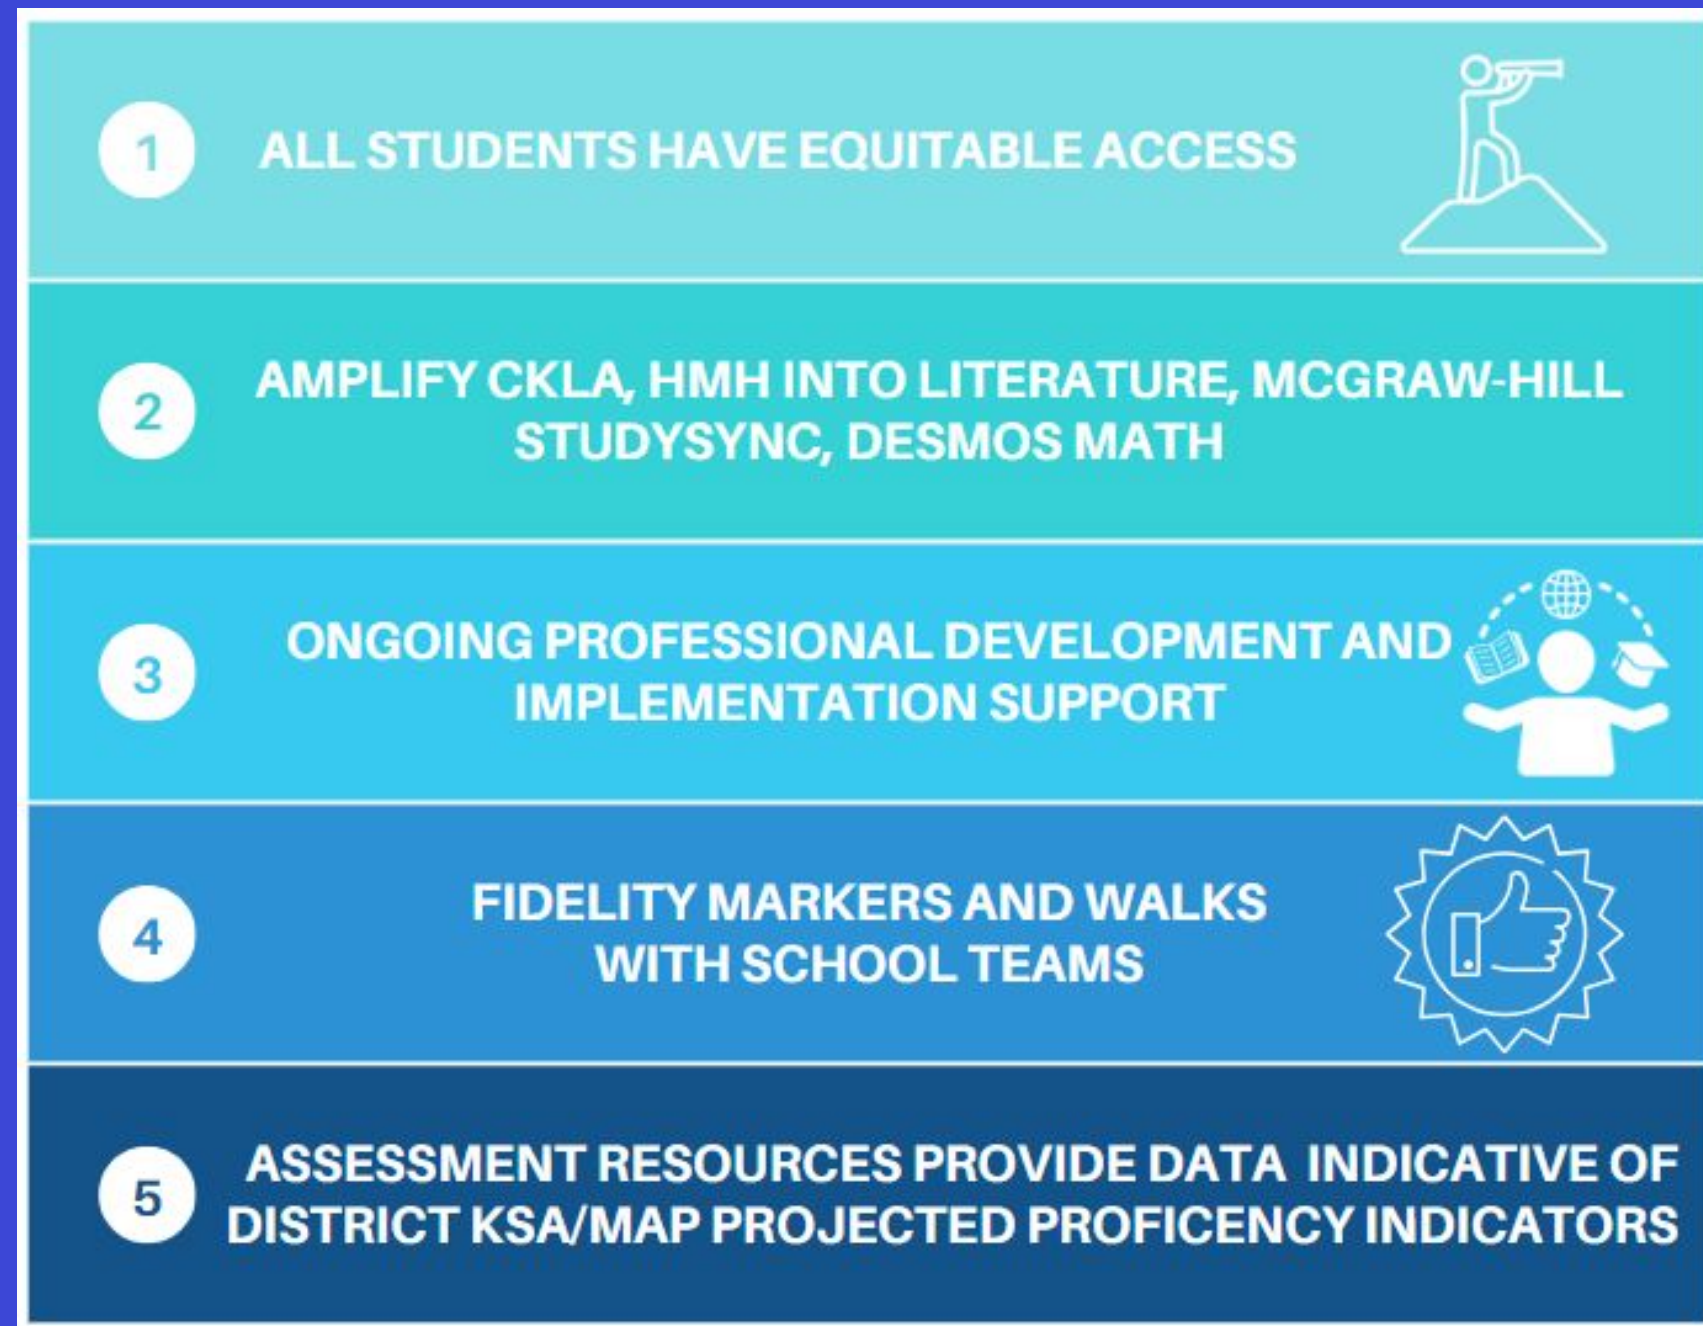 1
ALL STUDENTS HAVE EQUITABLE ACCESS
2
AMPLIFY CKLA, HMH INTO LITERATURE, MCGRAW-HILL
STUDYSYNC, DESMOS MATH
3
ONGOING PROFESSIONAL DEVELOPMENT AND
IMPLEMENTATION SUPPORT
4
FIDELITY MARKERS AND WALKS
WITH SCHOOL TEAMS
5
ASSESSMENT RESOURCES PROVIDE DATA INDICATIVE OF
DISTRICT KSA/MAP PROJECTED PROFICENCY INDICATORS